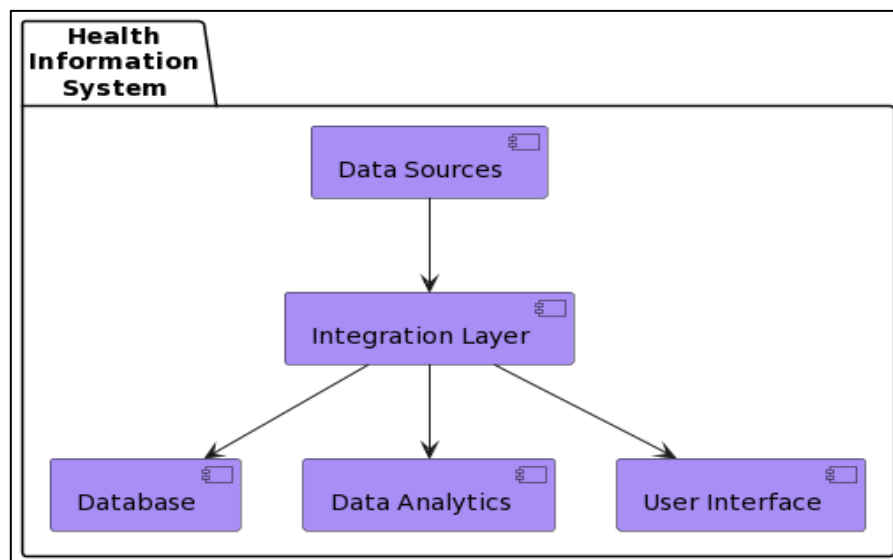 Health
Information
System
Data Sources
Integration Layer
Database
Data Analytics
User Interface